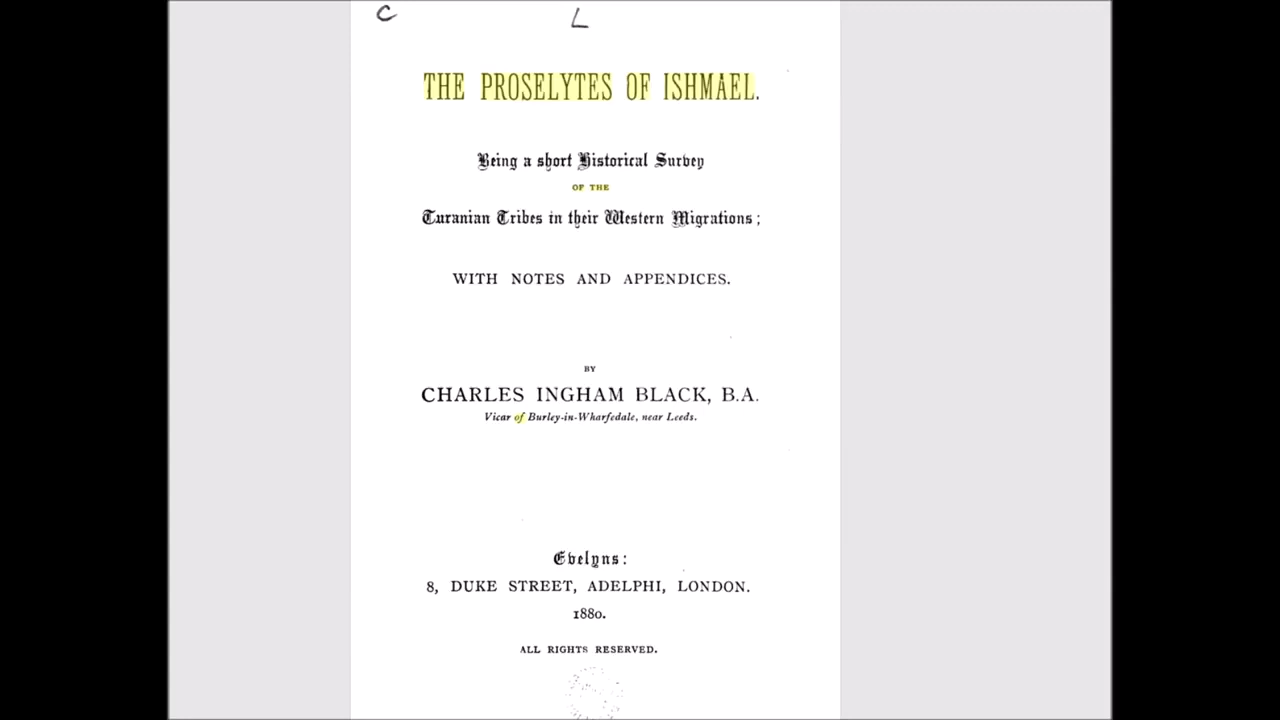 C L
THE PROSELYTES OF ISHMAEL.
Being a short Historical Survey
OF THE
Turanian Tribes in their Western Migrations;
WITH NOTES AND APPENDICES.
BY
CHARLES INGHAM BLACK, B.A.
Vicar of Burley-in-Wharfedale, near Leeds.
Evelyns:
8, DUKE STREET, ADELPHI, LONDON.
1880.
ALL RIGHTS RESERVED.